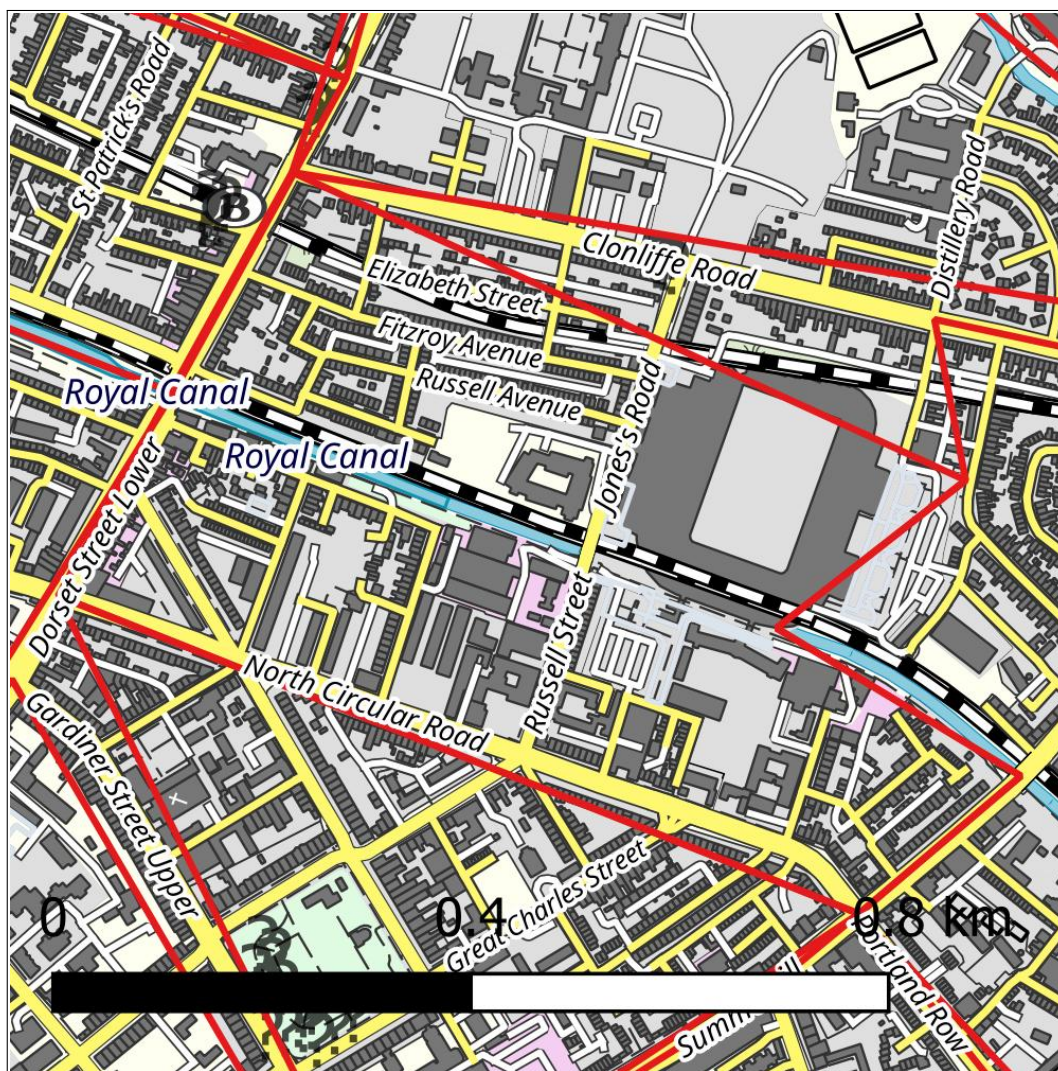 St. Patrick's Road
Distillery Road
B
Clonliffe Road
Elizabeth Street
Fitzroy Avenue
Russell Avenue
Royal Canal
Royal Canal
Jones's Road
Dorset Street Lower
Russell Street
North Circular Road
Gardiner Street Upper
Great Charles Street
0
0.4
0.8 km
Portland Row